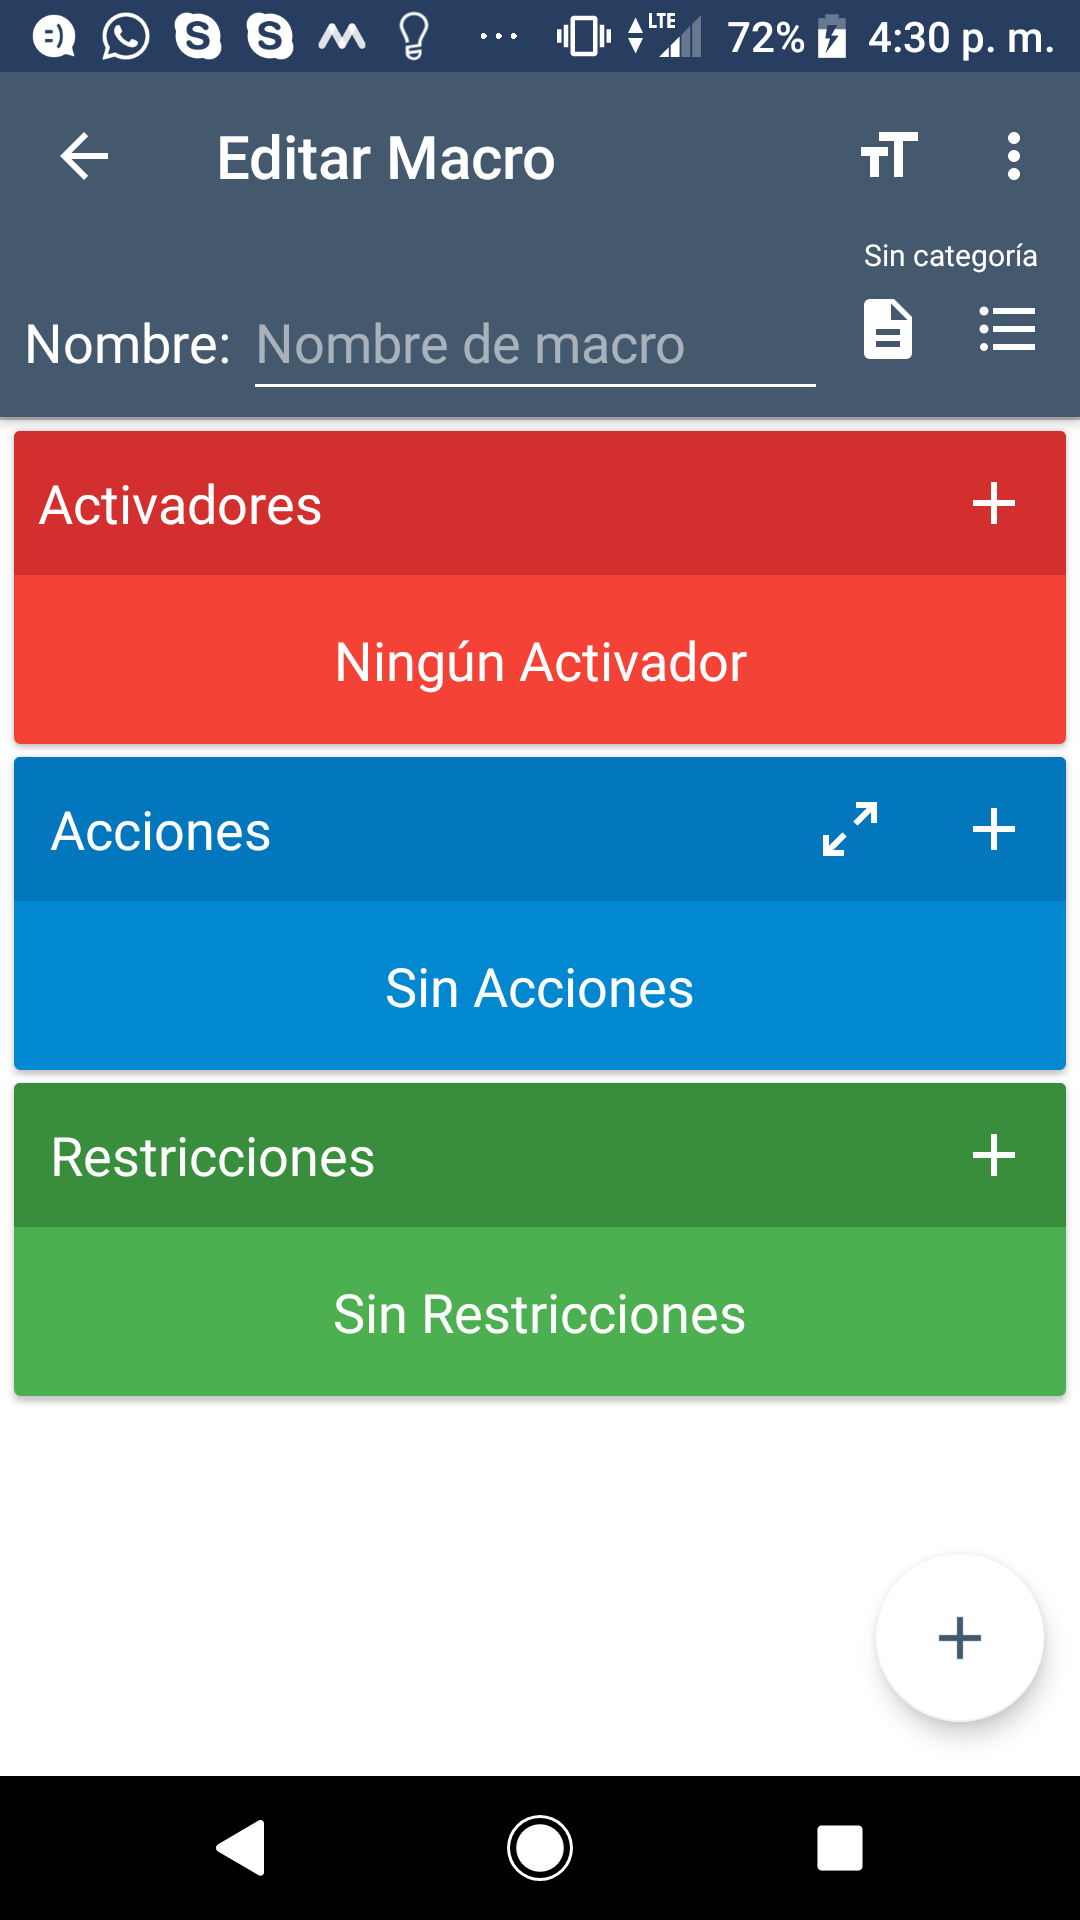 LTE 72% 4:30 p. m.
Editar Macro
Sin categoría
Nombre: Nombre de macro
Activadores
Ningún Activador
Acciones
Sin Acciones
Restricciones
Sin Restricciones